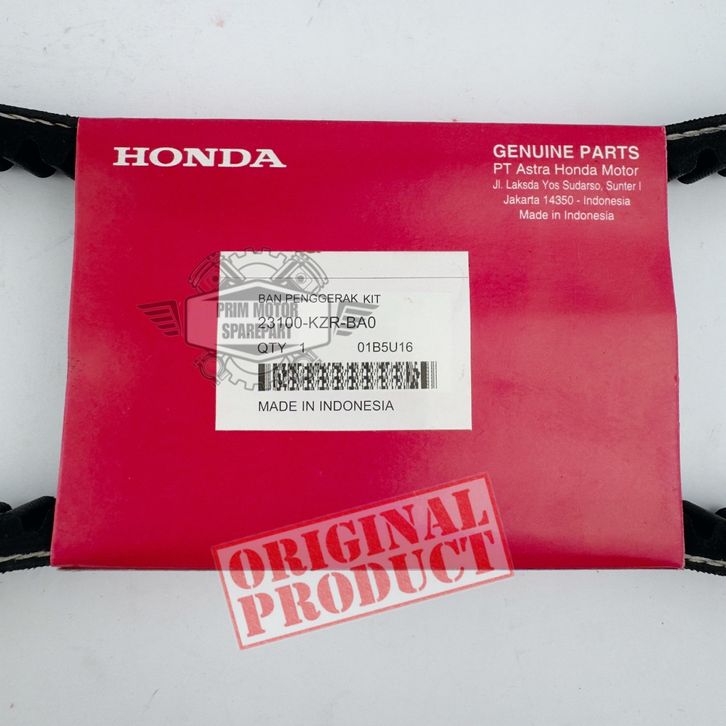 HONDA
GENUINE PARTS
PT Astra Honda Motor
Jl. Laksda Yos Sudarso, Sunter I
Jakarta 14350 - Indonesia
Made in Indonesia
BAN PENGGERAK KIT
23100-KZR-BA0
QTY 1 01B5U16
MADE IN INDONESIA
PRIM MOTOR
SPAREPART
ORIGINAL
PRODUCT